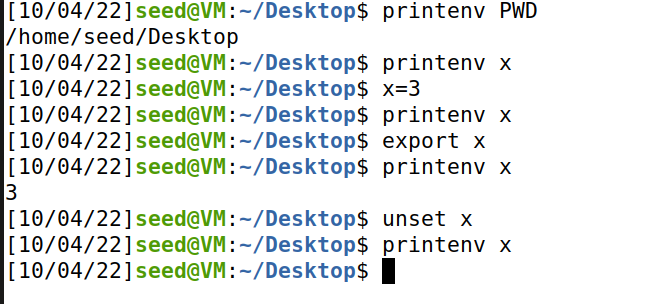 [10/04/22]seed@VM:~/Desktop$ printenv PWD
/home/seed/Desktop
[10/04/22]seed@VM:~/Desktop$ printenv x
[10/04/22]seed@VM:~/Desktop$ x=3
[10/04/22]seed@VM:~/Desktop$ printenv x
[10/04/22]seed@VM:~/Desktop$ export x
[10/04/22]seed@VM:~/Desktop$ printenv x
3
[10/04/22]seed@VM:~/Desktop$ unset x
[10/04/22]seed@VM:~/Desktop$ printenv x
[10/04/22]seed@VM:~/Desktop$